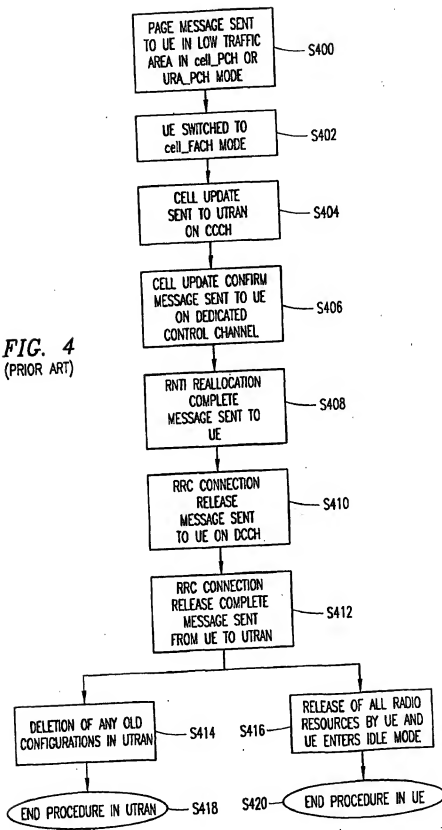 PAGE MESSAGE SENT
TO UE IN LOW TRAFFIC
AREA IN cell_PCH OR
URA_PCH MODE
S400
UE SWITCHED TO
cell_FACH MODE
S402
CELL UPDATE
SENT TO UTRAN
ON CCCH
S404
CELL UPDATE CONFIRM
MESSAGE SENT TO UE
ON DEDICATED
CONTROL CHANNEL
S406
FIG. 4
(PRIOR ART)
RNTI REALLOCATION
COMPLETE
MESSAGE SENT TO
UE
S408
RRC CONNECTION
RELEASE
MESSAGE SENT
TO UE ON DCCH
S410
RRC CONNECTION
RELEASE COMPLETE
MESSAGE SENT
FROM UE TO UTRAN
S412
DELETION OF ANY OLD
CONFIGURATIONS IN UTRAN
S414
S416
RELEASE OF ALL RADIO
RESOURCES BY UE AND
UE ENTERS IDLE MODE
END PROCEDURE IN UTRAN
S418
S420
END PROCEDURE IN UE